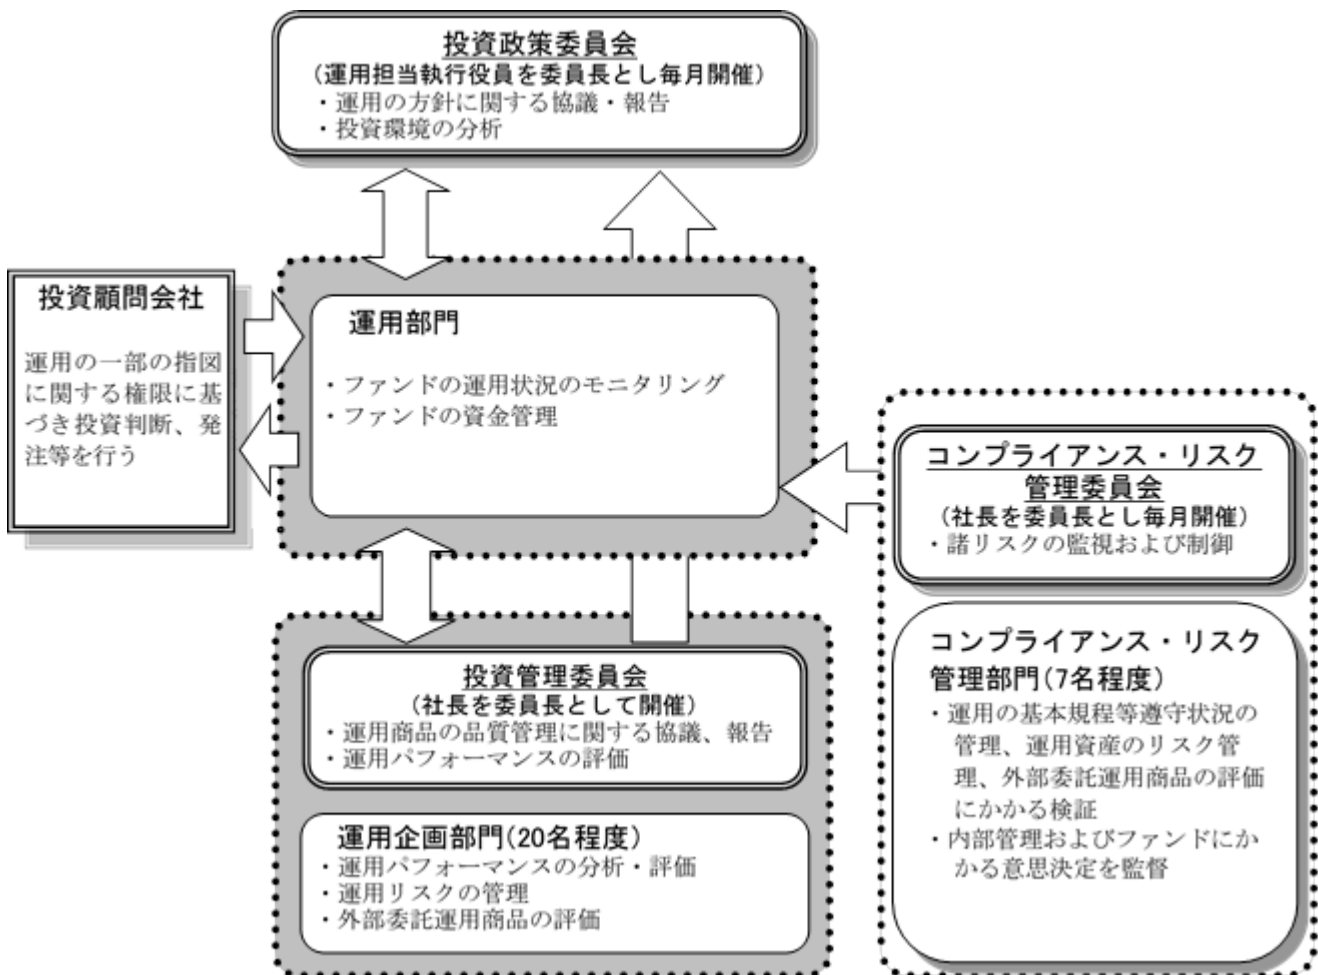 投資政策委員会
(運用担当執行役員を委員長とし毎月開催)
・運用の方針に関する協議・報告
・投資環境の分析
投資顧問会社
運用の一部の指図
に関する権限に基
づき投資判断、発
注等を行う
運用部門
・ファンドの運用状況のモニタリング
・ファンドの資金管理
コンプライアンス・リスク
管理委員会
(社長を委員長とし毎月開催)
・諸リスクの監視および制御
コンプライアンス・リスク
管理部門(7名程度)
・運用の基本規程等遵守状況の
管理、運用資産のリスク管
理、外部委託運用商品の評価
にかかる検証
・内部管理およびファンドにか
かる意思決定を監督
投資管理委員会
(社長を委員長として開催)
・運用商品の品質管理に関する協議、報告
・運用パフォーマンスの評価
運用企画部門(20名程度)
・運用パフォーマンスの分析・評価
・運用リスクの管理
・外部委託運用商品の評価